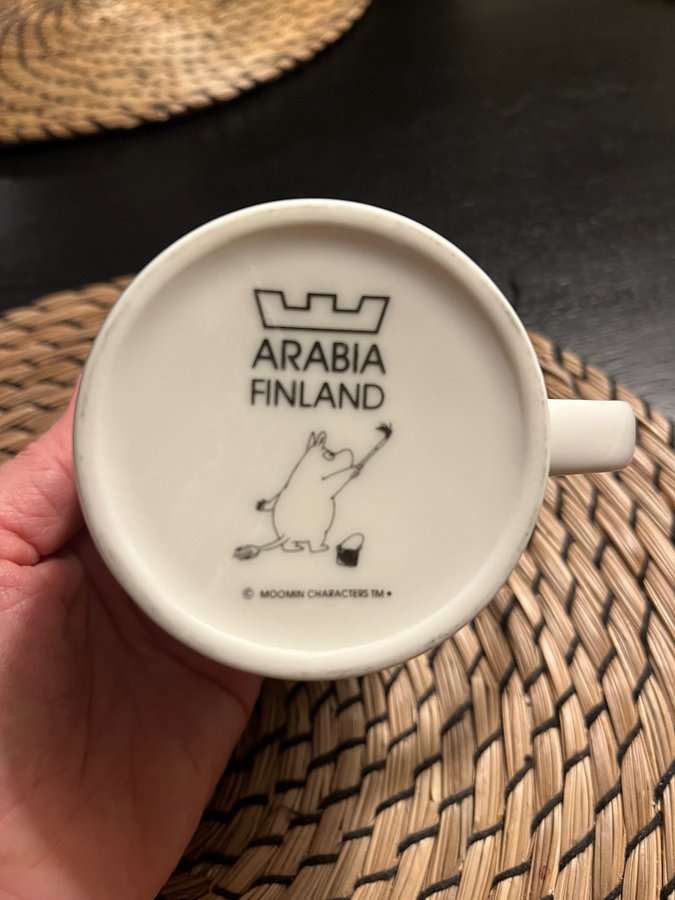 ARABIA
FINLAND
© MOOMIN CHARACTERS TM •